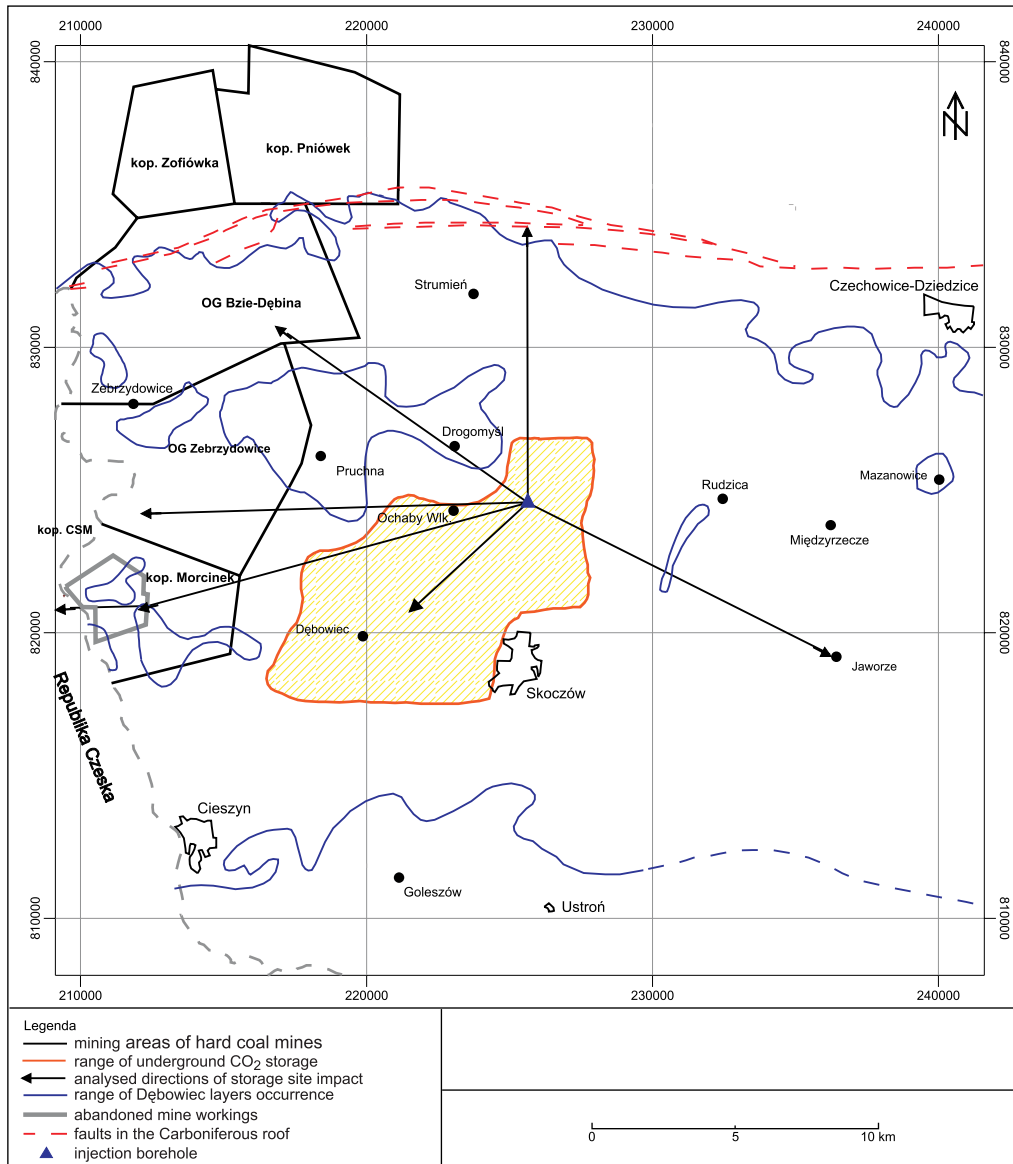 210000
220000
230000
240000
840000
840000
N
kop. Pniówek
kop. Zofiówka
Strumień
Czechowice-Dziedzice
OG Bzie-Dębina
830000
830000
Zebrzydowice
Drogomyśl
OG Zebrzydowice
Pruchna
Mazanowice
Rudzica
Ochaby Wlk.
kop. CSM
Międzyrzecze
kop. Morcinek
820000
820000
Dębowiec
Jaworze
Skoczów
Republika Czeska
Cieszyn
Goleszów
Ustroń
810000
810000
210000
220000
230000
240000
Legenda
mining areas of hard coal mines
range of underground CO2 storage
analysed directions of storage site impact
range of Dębowiec layers occurrence
abandoned mine workings
faults in the Carboniferous roof
injection borehole
0 5 10 km